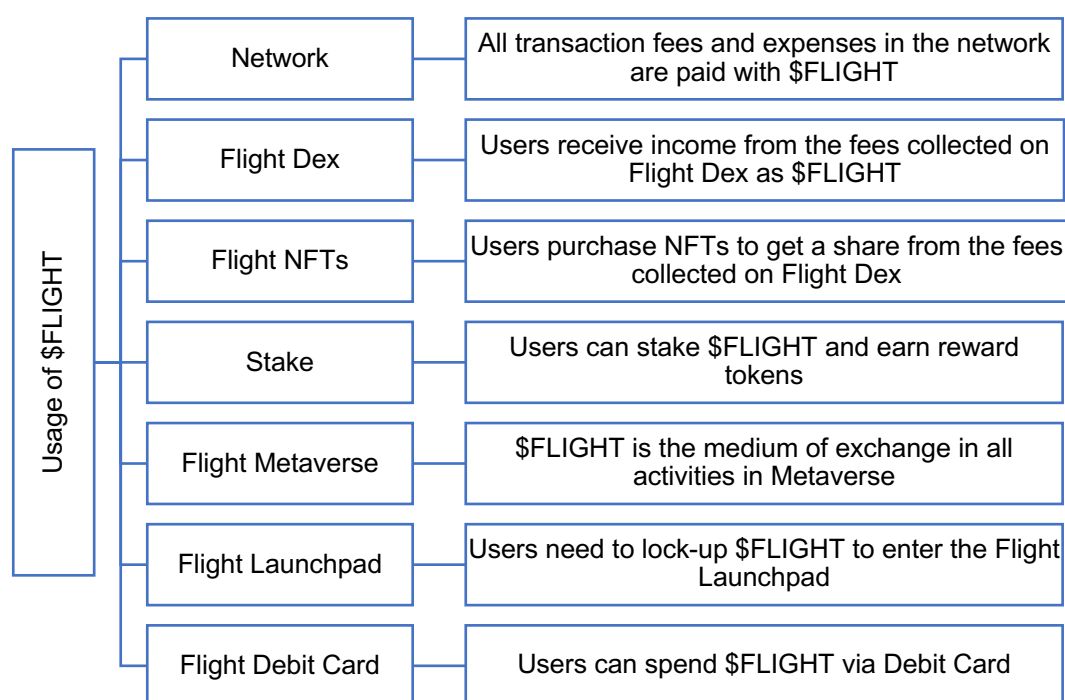 Usage of $FLIGHT
Network
All transaction fees and expenses in the network
are paid with $FLIGHT
Flight Dex
Users receive income from the fees collected on
Flight Dex as $FLIGHT
Flight NFTs
Users purchase NFTs to get a share from the fees
collected on Flight Dex
Stake
Users can stake $FLIGHT and earn reward
tokens
Flight Metaverse
$FLIGHT is the medium of exchange in all
activities in Metaverse
Flight Launchpad
Users need to lock-up $FLIGHT to enter the Flight
Launchpad
Flight Debit Card
Users can spend $FLIGHT via Debit Card